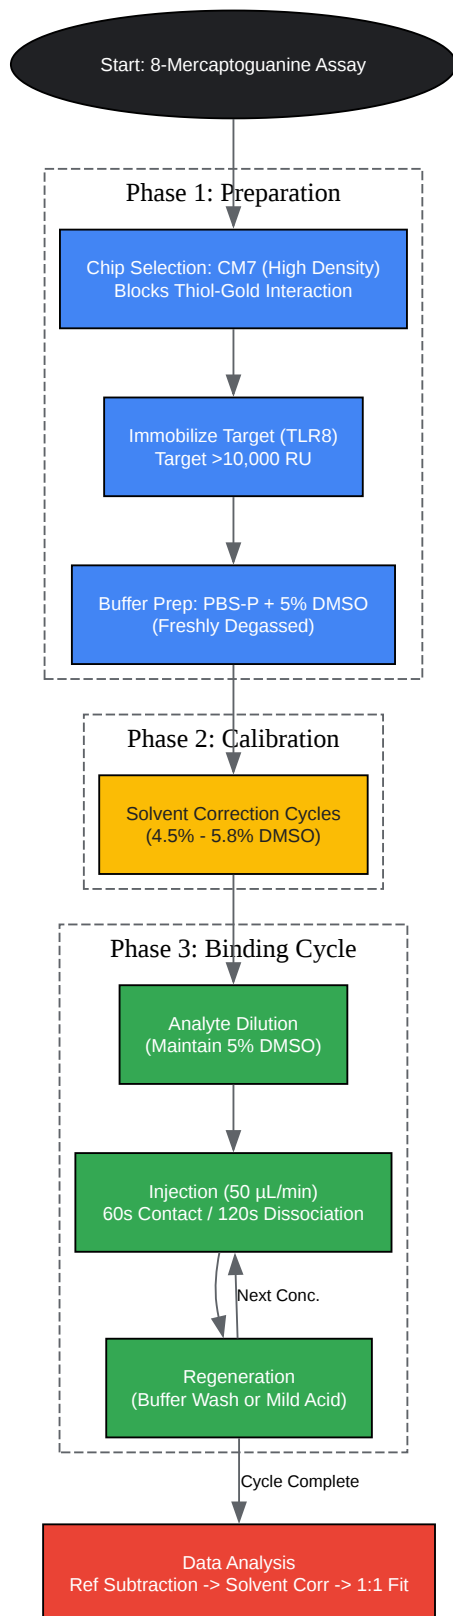 Start: 8-Mercaptoguanine Assay
Phase 1: Preparation
Chip Selection: CM7 (High Density)
Blocks Thiol-Gold Interaction
Immobilize Target (TLR8)
Target >10,000 RU
Buffer Prep: PBS-P + 5% DMSO
(Freshly Degassed)
Phase 2: Calibration
Solvent Correction Cycles
(4.5% - 5.8% DMSO)
Phase 3: Binding Cycle
Analyte Dilution
(Maintain 5% DMSO)
Injection (50 µL/min)
60s Contact / 120s Dissociation
Next Conc.
Regeneration
(Buffer Wash or Mild Acid)
Cycle Complete
Data Analysis
Ref Subtraction -> Solvent Corr -> 1:1 Fit